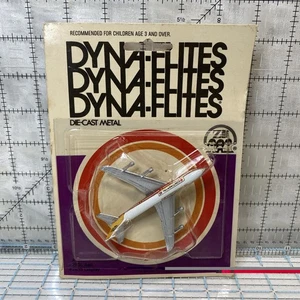 RECOMMENDED FOR CHILDREN AGE 3 AND OVER.
DYNA-FLITES
DYNA-FLITES
DYNA-FLITES
DIE-CAST METAL